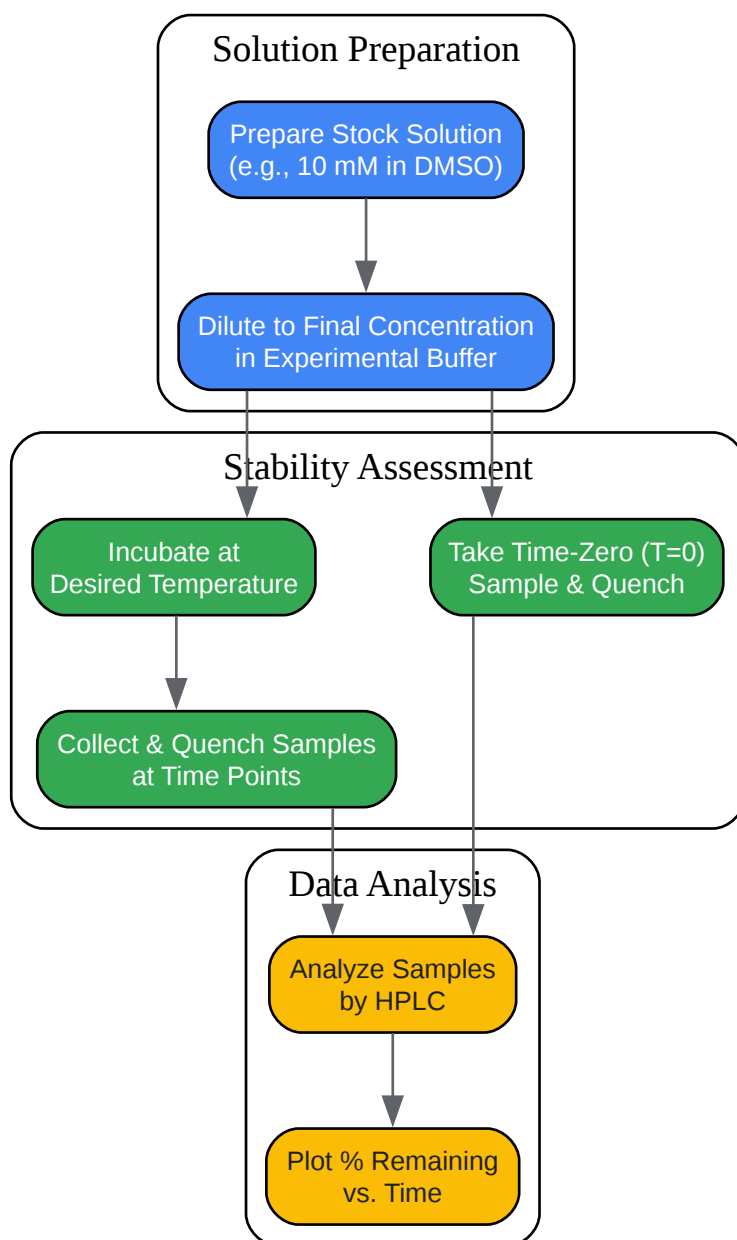 Solution Preparation
Prepare Stock Solution
(e.g., 10 mM in DMSO)
Dilute to Final Concentration
in Experimental Buffer
Stability Assessment
Incubate at
Desired Temperature
Take Time-Zero (T=0)
Sample & Quench
Collect & Quench Samples
at Time Points
Data Analysis
Analyze Samples
by HPLC
Plot % Remaining
vs. Time